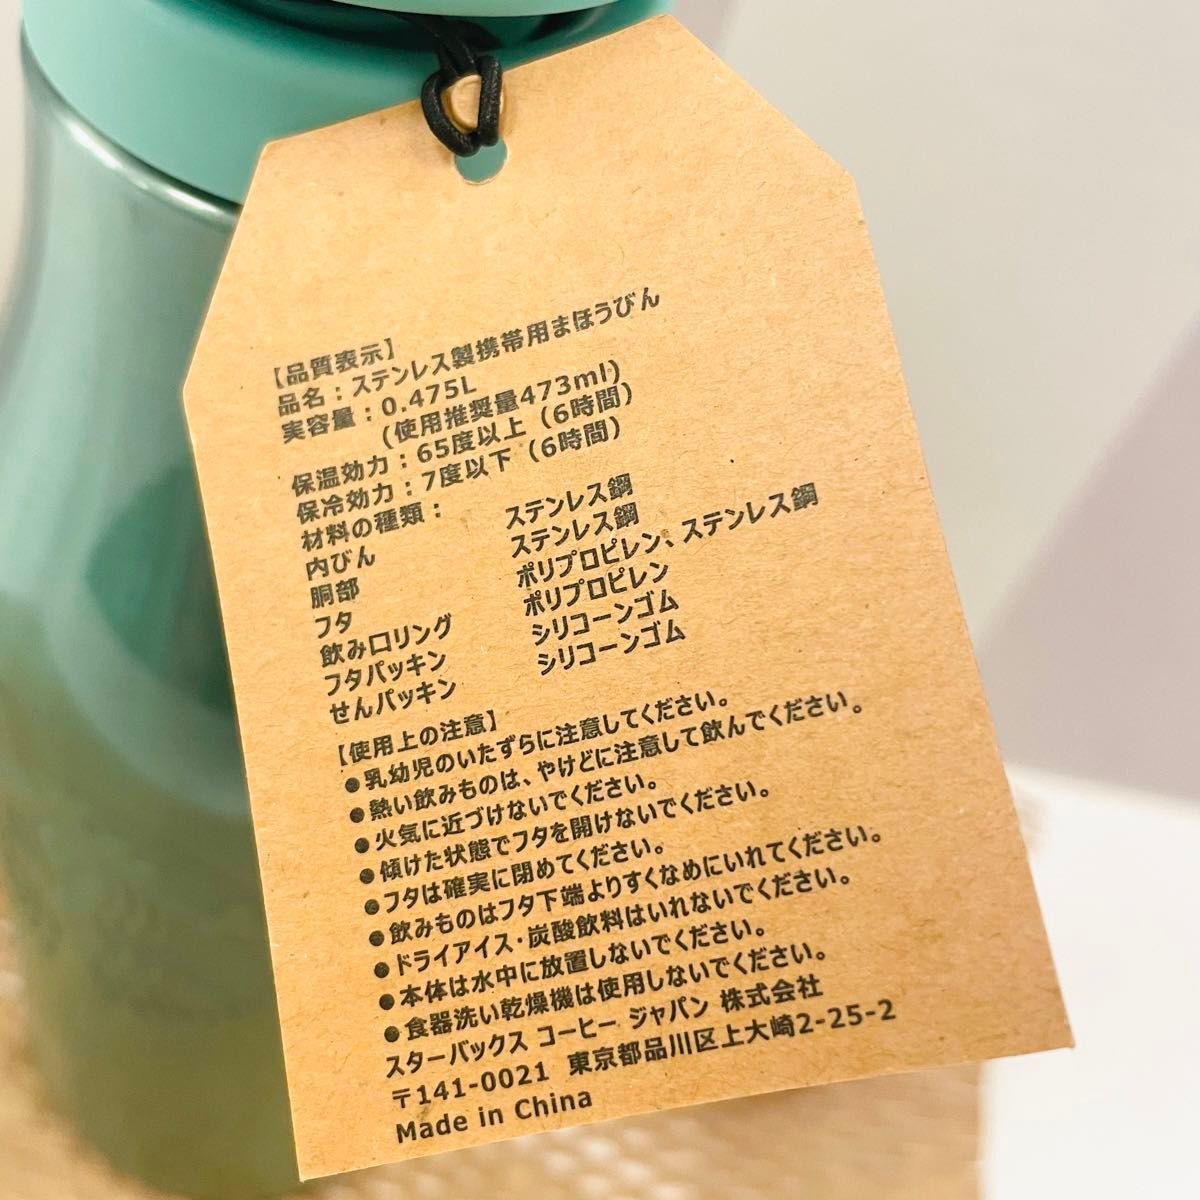 【品質表示】
品名：ステンレス製携帯用まほうびん
実容量：0.475L
(使用推奨量473ml)
保温効力：65度以上（6時間）
保冷効力：7度以下（6時間）
材料の種類：
内びん ステンレス鋼
胴部 ステンレス鋼
フタ ポリプロピレン、ステンレス鋼
飲み口リング ポリプロピレン
フタパッキン シリコーンゴム
せんパッキン シリコーンゴム
【使用上の注意】
●乳幼児のいたずらに注意してください。
●熱い飲みものは、やけどに注意して飲んでください。
●火気に近づけないでください。
●傾けた状態でフタを開けないでください。
●フタは確実に閉めてください。
●飲みものはフタ下端よりすくなめにいれてください。
●ドライアイス・炭酸飲料はいれないでください。
●本体は水中に放置しないでください。
●食器洗い乾燥機は使用しないでください。
スターバックス コーヒー ジャパン 株式会社
〒141-0021 東京都品川区上大崎2-25-2
Made in China